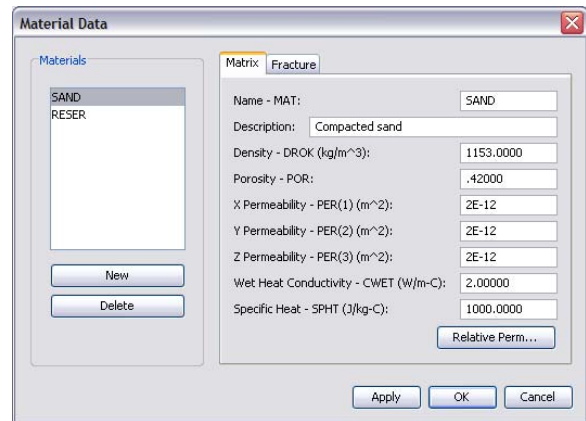 Material Data
Materials
SAND
RESER
New
Delete
Matrix
Fracture
Name - MAT: SAND
Description: Compacted sand
Density - DROK (kg/m^3): 1153.0000
Porosity - POR: .42000
X Permeability - PER(1) (m^2): 2E-12
Y Permeability - PER(2) (m^2): 2E-12
Z Permeability - PER(3) (m^2): 2E-12
Wet Heat Conductivity - CWET (W/m-C): 2.00000
Specific Heat - SPHT (J/kg-C): 1000.0000
Relative Perm...
Apply
OK
Cancel